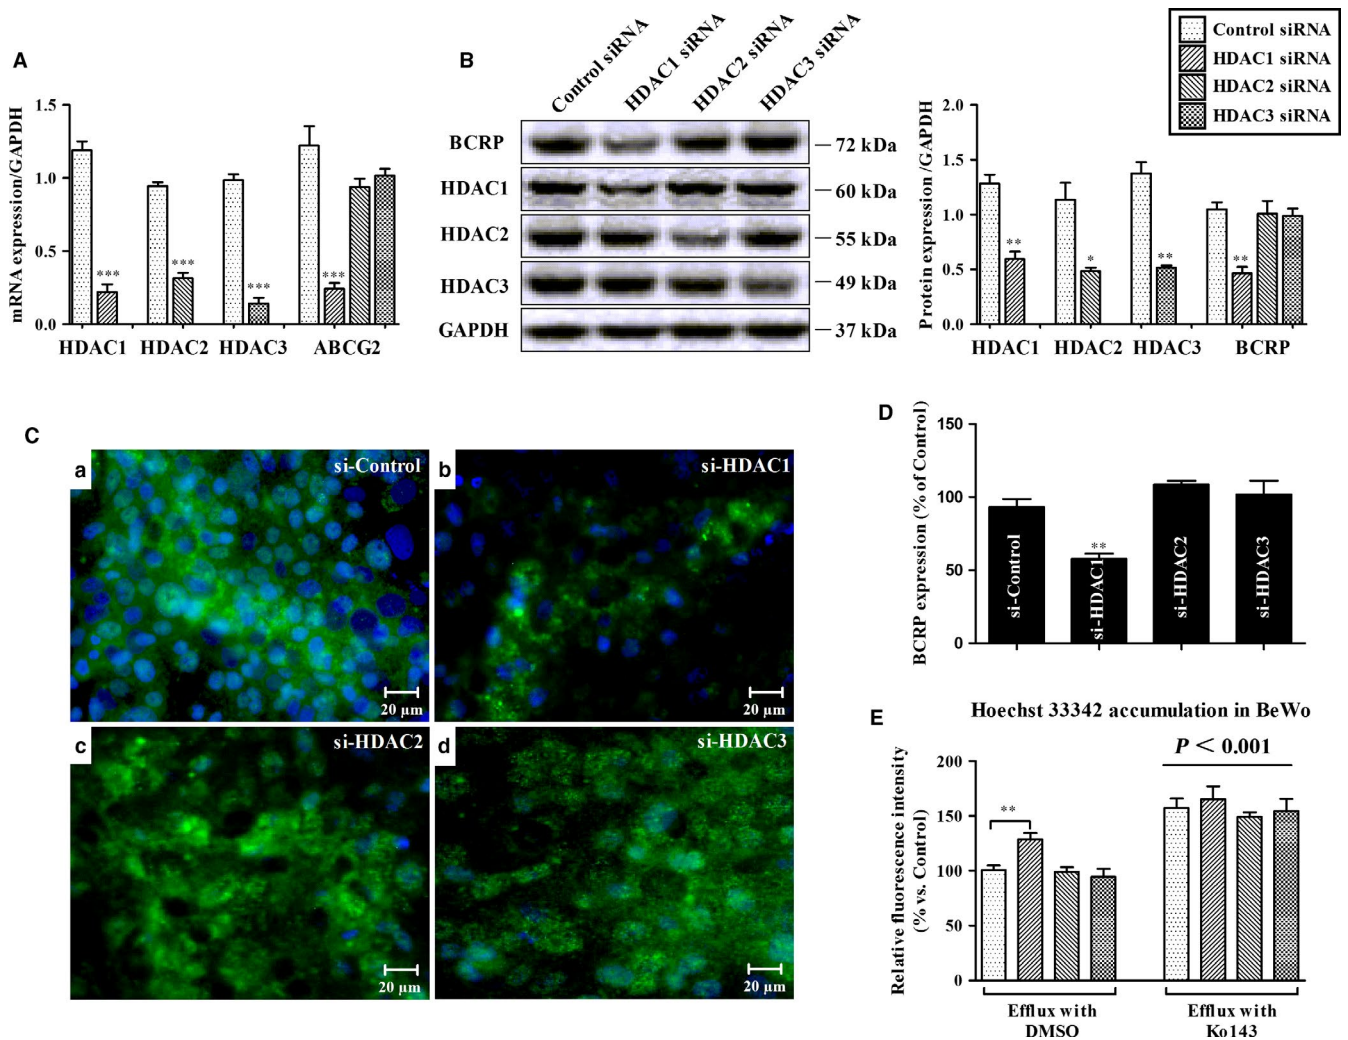 Control siRNA
HDAC1 siRNA
HDAC2 siRNA
HDAC3 siRNA
A
mRNA expression/GAPDH
1.5
1.0
0.5
0.0
***
***
***
***
HDAC1 HDAC2 HDAC3 ABCG2
B
Control siRNA HDAC1 siRNA HDAC2 siRNA HDAC3 siRNA
BCRP 72 kDa
HDAC1 60 kDa
HDAC2 55 kDa
HDAC3 49 kDa
GAPDH 37 kDa
Protein expression /GAPDH
2.0
1.5
1.0
0.5
0.0
**
*
**
**
HDAC1 HDAC2 HDAC3 BCRP
C
a si-Control
20 µm
b si-HDAC1
20 µm
c si-HDAC2
20 µm
d si-HDAC3
20 µm
D
BCRP expression (% of Control)
150
100
50
0
**
si-Control
si-HDAC1
si-HDAC2
si-HDAC3
E
Hoechst 33342 accumulation in BeWo
P < 0.001
Relative fluorescence intensity
(% vs. Control)
200
150
100
50
0
**
Efflux with
DMSO
Efflux with
Ko143